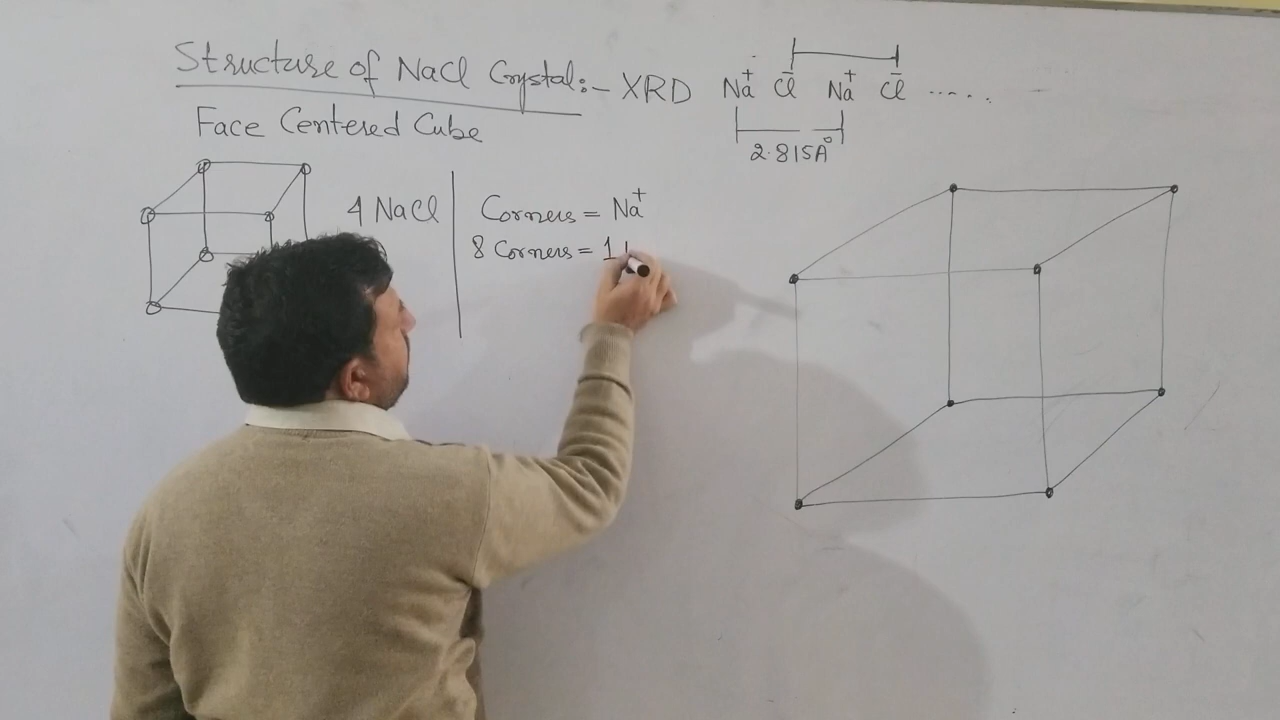 Structure of NaCl Crystal:- XRD Na⁺ Cl⁻ Na⁺ Cl⁻ .....
Face Centered Cube
2.815A°
4 NaCl
Corners = Na⁺
8 Corners = 1